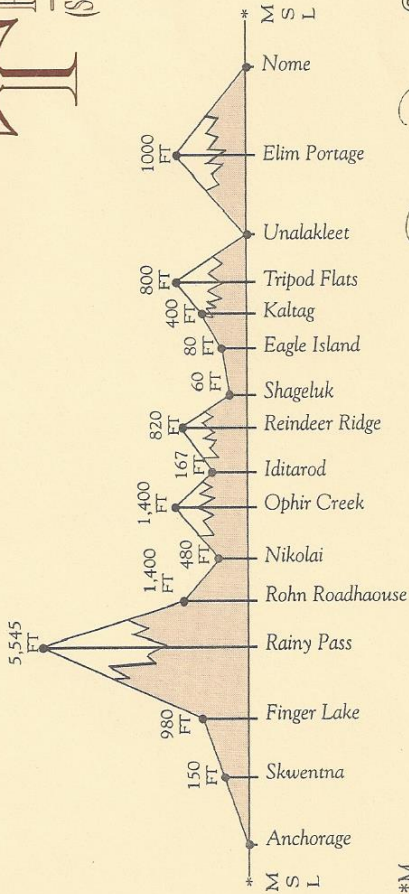 * MSL
Nome
1000 FT
Elim Portage
Unalakleet
800 FT
Tripod Flats
400 FT
Kaltag
80 FT
Eagle Island
60 FT
Shageluk
820 FT
Reindeer Ridge
167 FT
Iditarod
1,400 FT
Ophir Creek
480 FT
Nikolai
1,400 FT
Rohn Roadhaouse
5,545 FT
Rainy Pass
980 FT
Finger Lake
150 FT
Skwentna
Anchorage
* MSL
*M